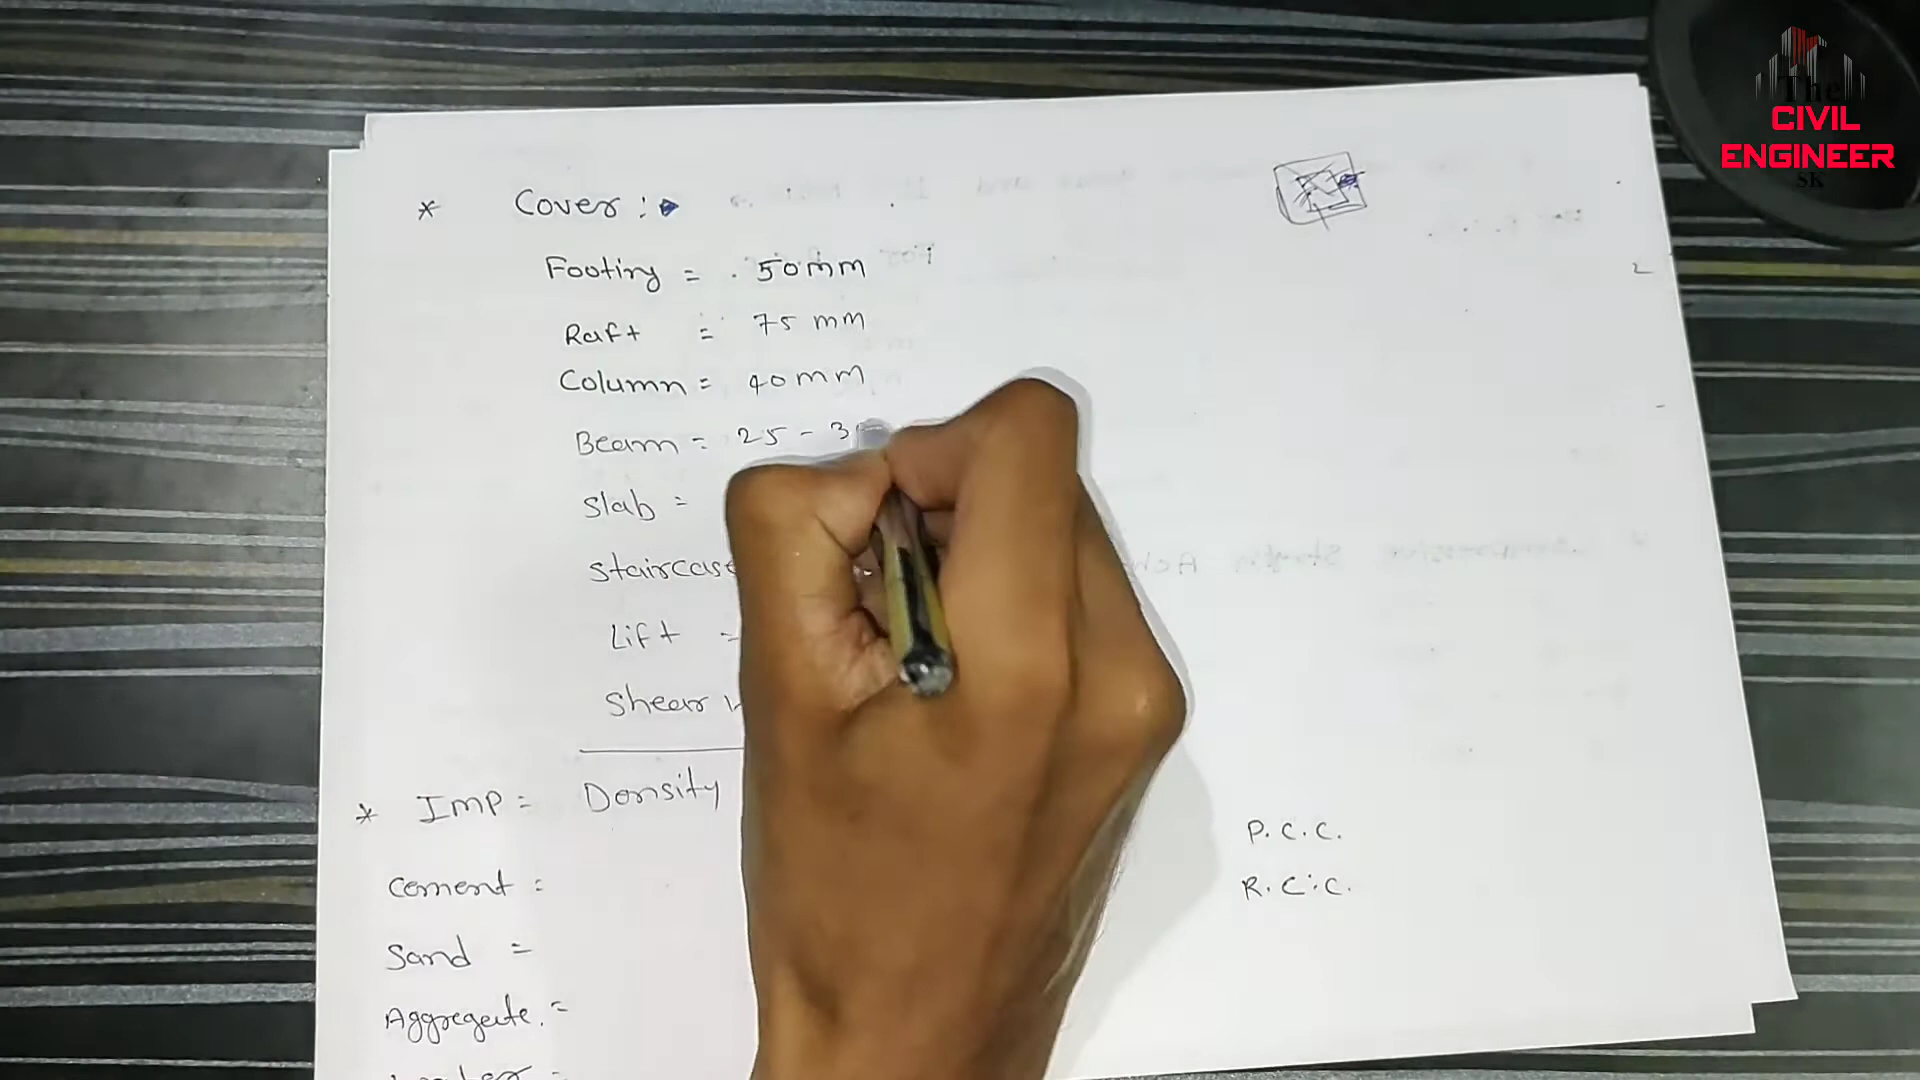 The
CIVIL
ENGINEER
SK
* Cover :
Footing = 50mm
Raft = 75 mm
Column = 40mm
Beam = 25 - 3
Slab =
Staircase
Lift =
Shear
* Imp = Density
P.C.C.
R.C.C.
Cement =
Sand =
Aggregate. =